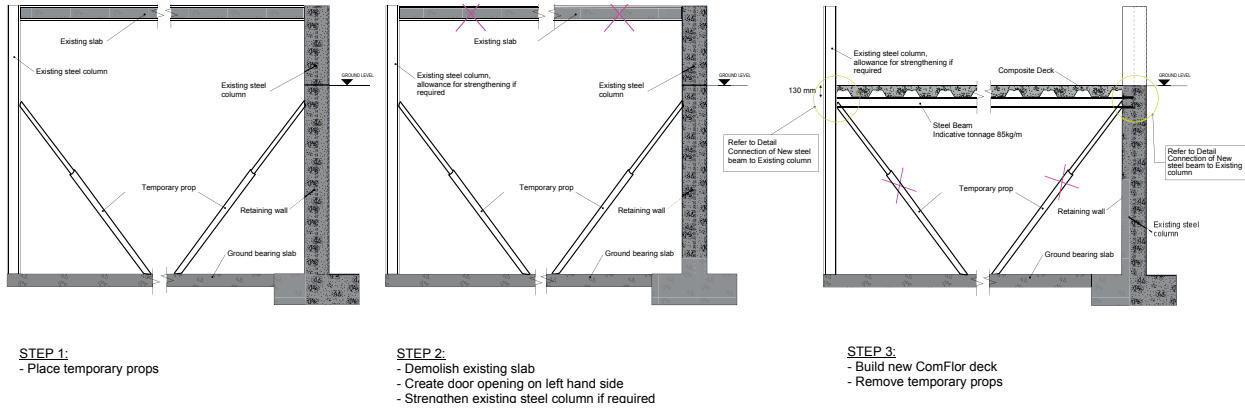 Existing slab
Existing steel column
Existing steel
column
GROUND LEVEL
Temporary prop
Retaining wall
Ground bearing slab
STEP 1:
- Place temporary props
Existing slab
Existing steel column,
allowance for strengthening if
required
Existing steel
column
GROUND LEVEL
Temporary prop
Retaining wall
Ground bearing slab
STEP 2:
- Demolish existing slab
- Create door opening on left hand side
- Strengthen existing steel column if required
Existing steel column,
allowance for strengthening if
required
Composite Deck
GROUND LEVEL
130 mm
Steel Beam
Indicative tonnage 85kg/m
Refer to Detail
Connection of New steel
beam to Existing column
Refer to Detail
Connection of New
steel beam to Existing
column
Temporary prop
Retaining wall
Existing steel
column
Ground bearing slab
STEP 3:
- Build new ComFlor deck
- Remove temporary props